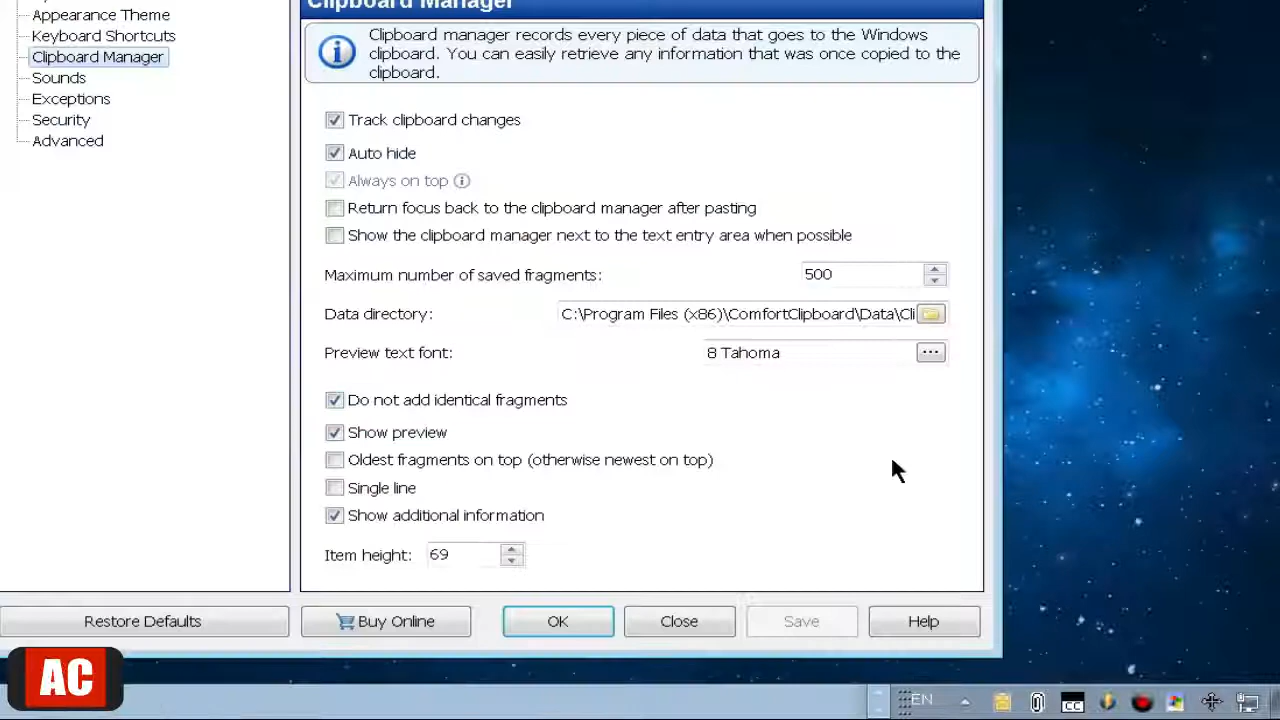 Clipboard Manager
Appearance Theme
Keyboard Shortcuts
Clipboard Manager
Sounds
Exceptions
Security
Advanced
Clipboard manager records every piece of data that goes to the Windows
clipboard. You can easily retrieve any information that was once copied to the
clipboard.
Track clipboard changes
Auto hide
Always on top
Return focus back to the clipboard manager after pasting
Show the clipboard manager next to the text entry area when possible
Maximum number of saved fragments: 500
Data directory: C:\Program Files (x86)\ComfortClipboard\Data\Cli
Preview text font: 8 Tahoma
Do not add identical fragments
Show preview
Oldest fragments on top (otherwise newest on top)
Single line
Show additional information
Item height: 69
Restore Defaults Buy Online OK Close Save Help
AC
EN CC